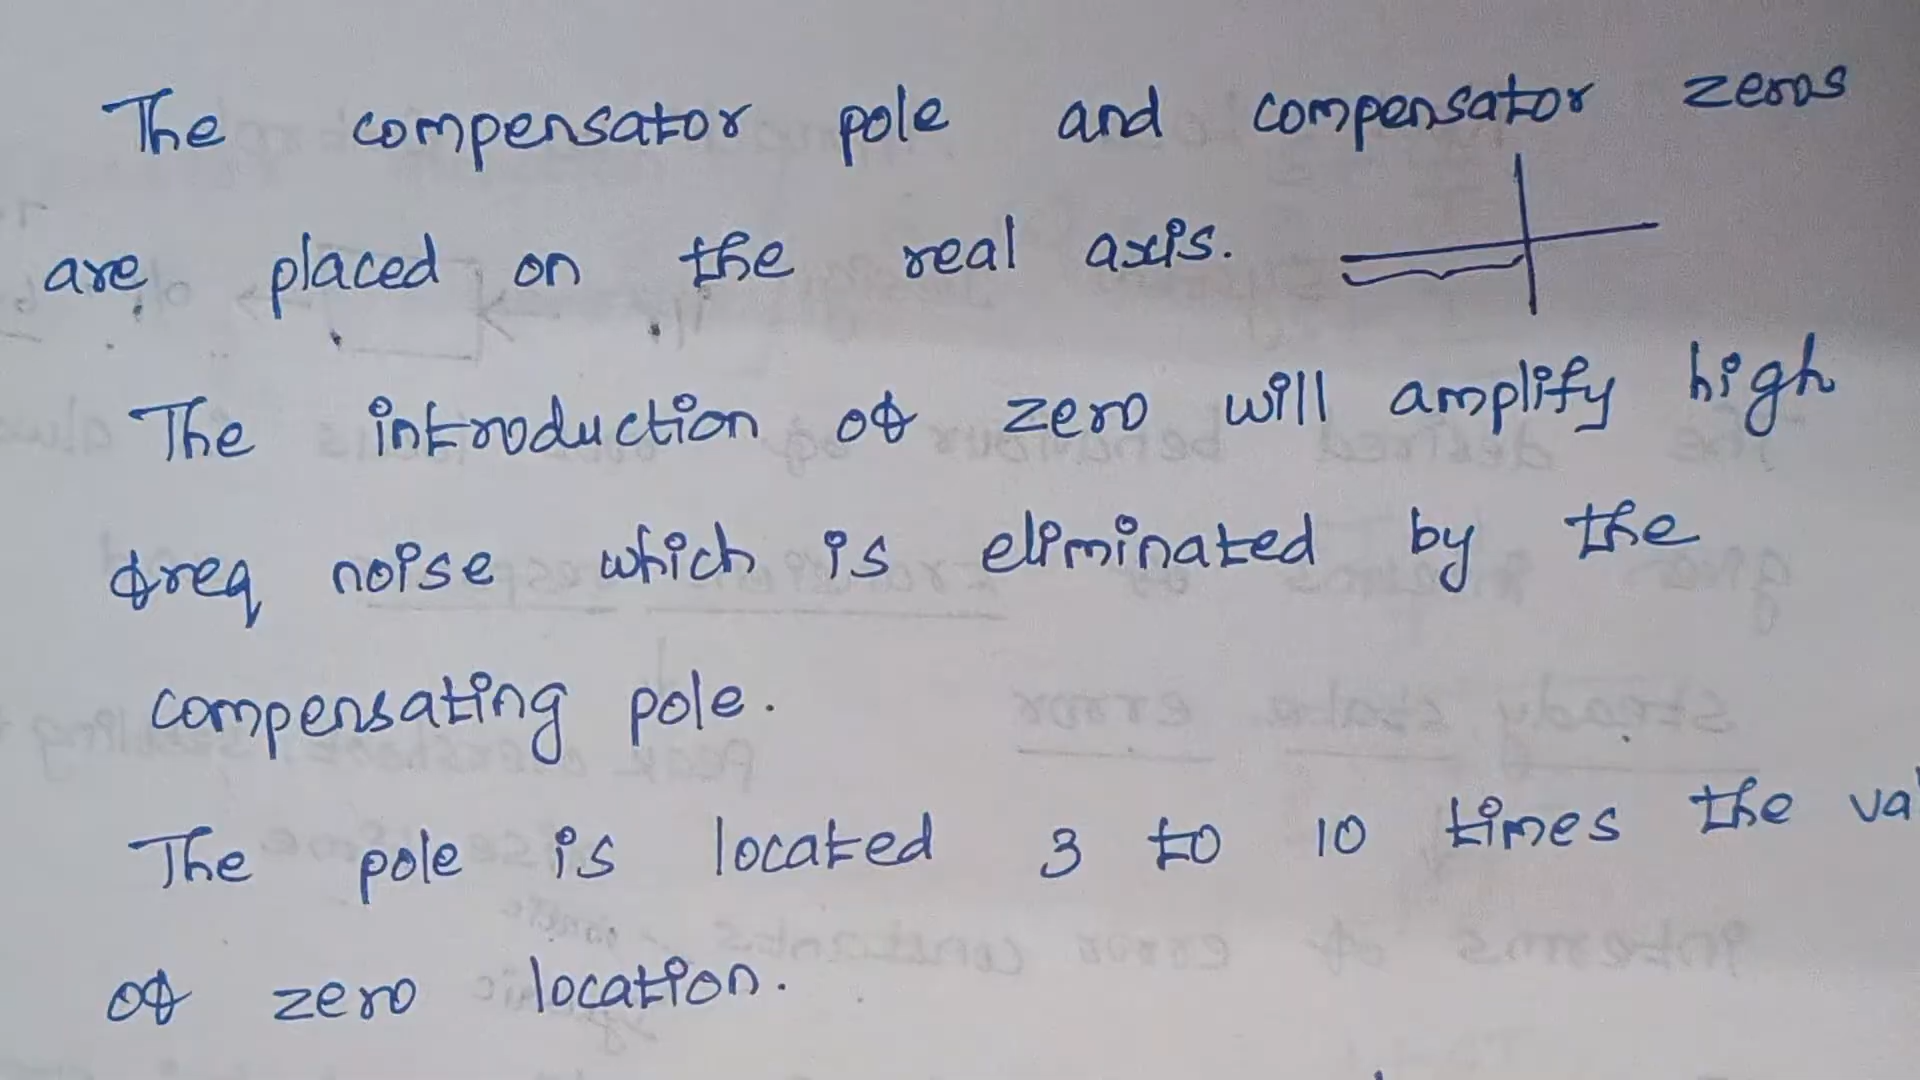 The compensator pole and compensator zeros
are placed on the real axis.
The introduction of zero will amplify high
freq noise which is eliminated by the
compensating pole.
The pole is located 3 to 10 times the
of zero location.